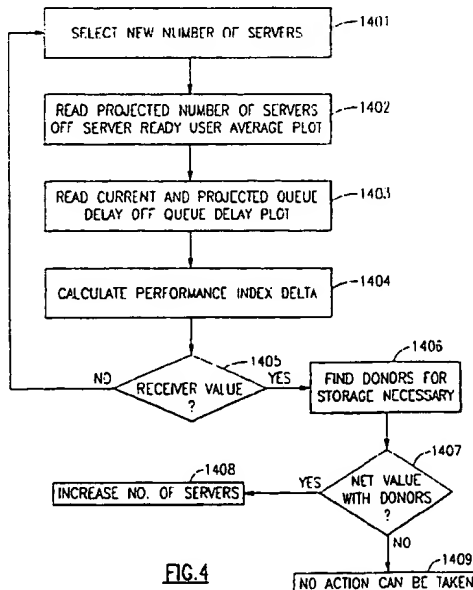 SELECT NEW NUMBER OF SERVERS
1401
READ PROJECTED NUMBER OF SERVERS
OFF SERVER READY USER AVERAGE PLOT
1402
READ CURRENT AND PROJECTED QUEUE
DELAY OFF QUEUE DELAY PLOT
1403
CALCULATE PERFORMANCE INDEX DELTA
1404
1405
NO
RECEIVER VALUE
?
YES
1406
FIND DONORS FOR
STORAGE NECESSARY
1407
NET VALUE
WITH DONORS
?
YES
1408
INCREASE NO. OF SERVERS
NO
1409
NO ACTION CAN BE TAKEN
FIG.4